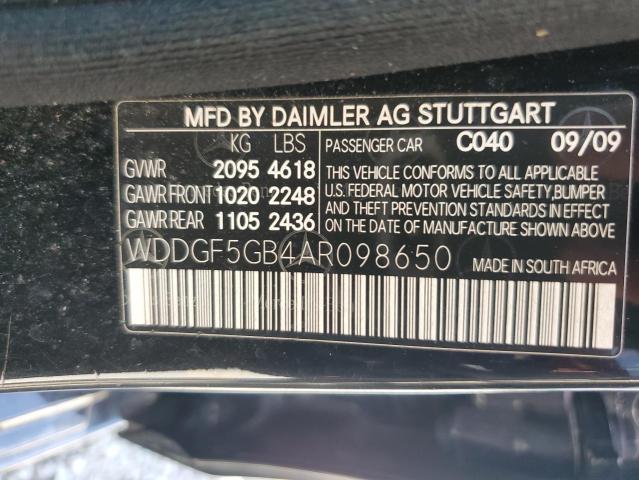 MFD BY DAIMLER AG STUTTGART
KG LBS PASSENGER CAR C040 09/09
GVWR 2095 4618
GAWR FRONT 1020 2248
GAWR REAR 1105 2436
THIS VEHICLE CONFORMS TO ALL APPLICABLE
U.S. FEDERAL MOTOR VEHICLE SAFETY,BUMPER
AND THEFT PREVENTION STANDARDS IN EFFECT
ON THE DATE OF MANUFACTURE SHOWN ABOVE
WDDGF5GB4AR098650 MADE IN SOUTH AFRICA